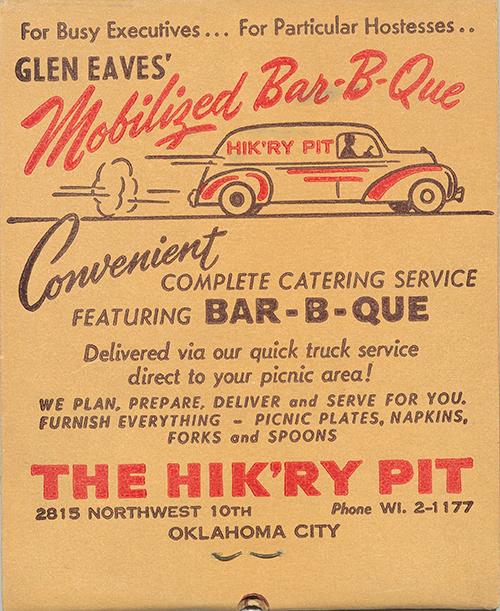 For Busy Executives... For Particular Hostesses..
GLEN EAVES'
Mobilized Bar-B-Que
HIK'RY PIT
Convenient
COMPLETE CATERING SERVICE
FEATURING BAR-B-QUE
Delivered via our quick truck service
direct to your picnic area!
WE PLAN, PREPARE, DELIVER and SERVE FOR YOU.
FURNISH EVERYTHING – PICNIC PLATES, NAPKINS,
FORKS and SPOONS
THE HIK'RY PIT
2815 NORTHWEST 10TH Phone WI. 2-1177
OKLAHOMA CITY